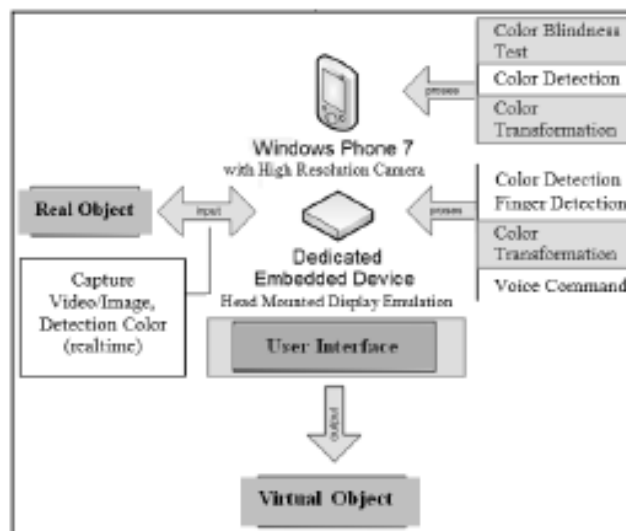 Color Blindness
Test
Color Detection
Color
Transformation
proses
Windows Phone 7
with High Resolution Camera
Real Object
input
Color Detection
Finger Detection
Color
Transformation
Voice Command
proses
Dedicated
Embedded Device
Head Mounted Display Emulation
Capture
Video/Image,
Detection Color
(realtime)
User Interface
output
Virtual Object